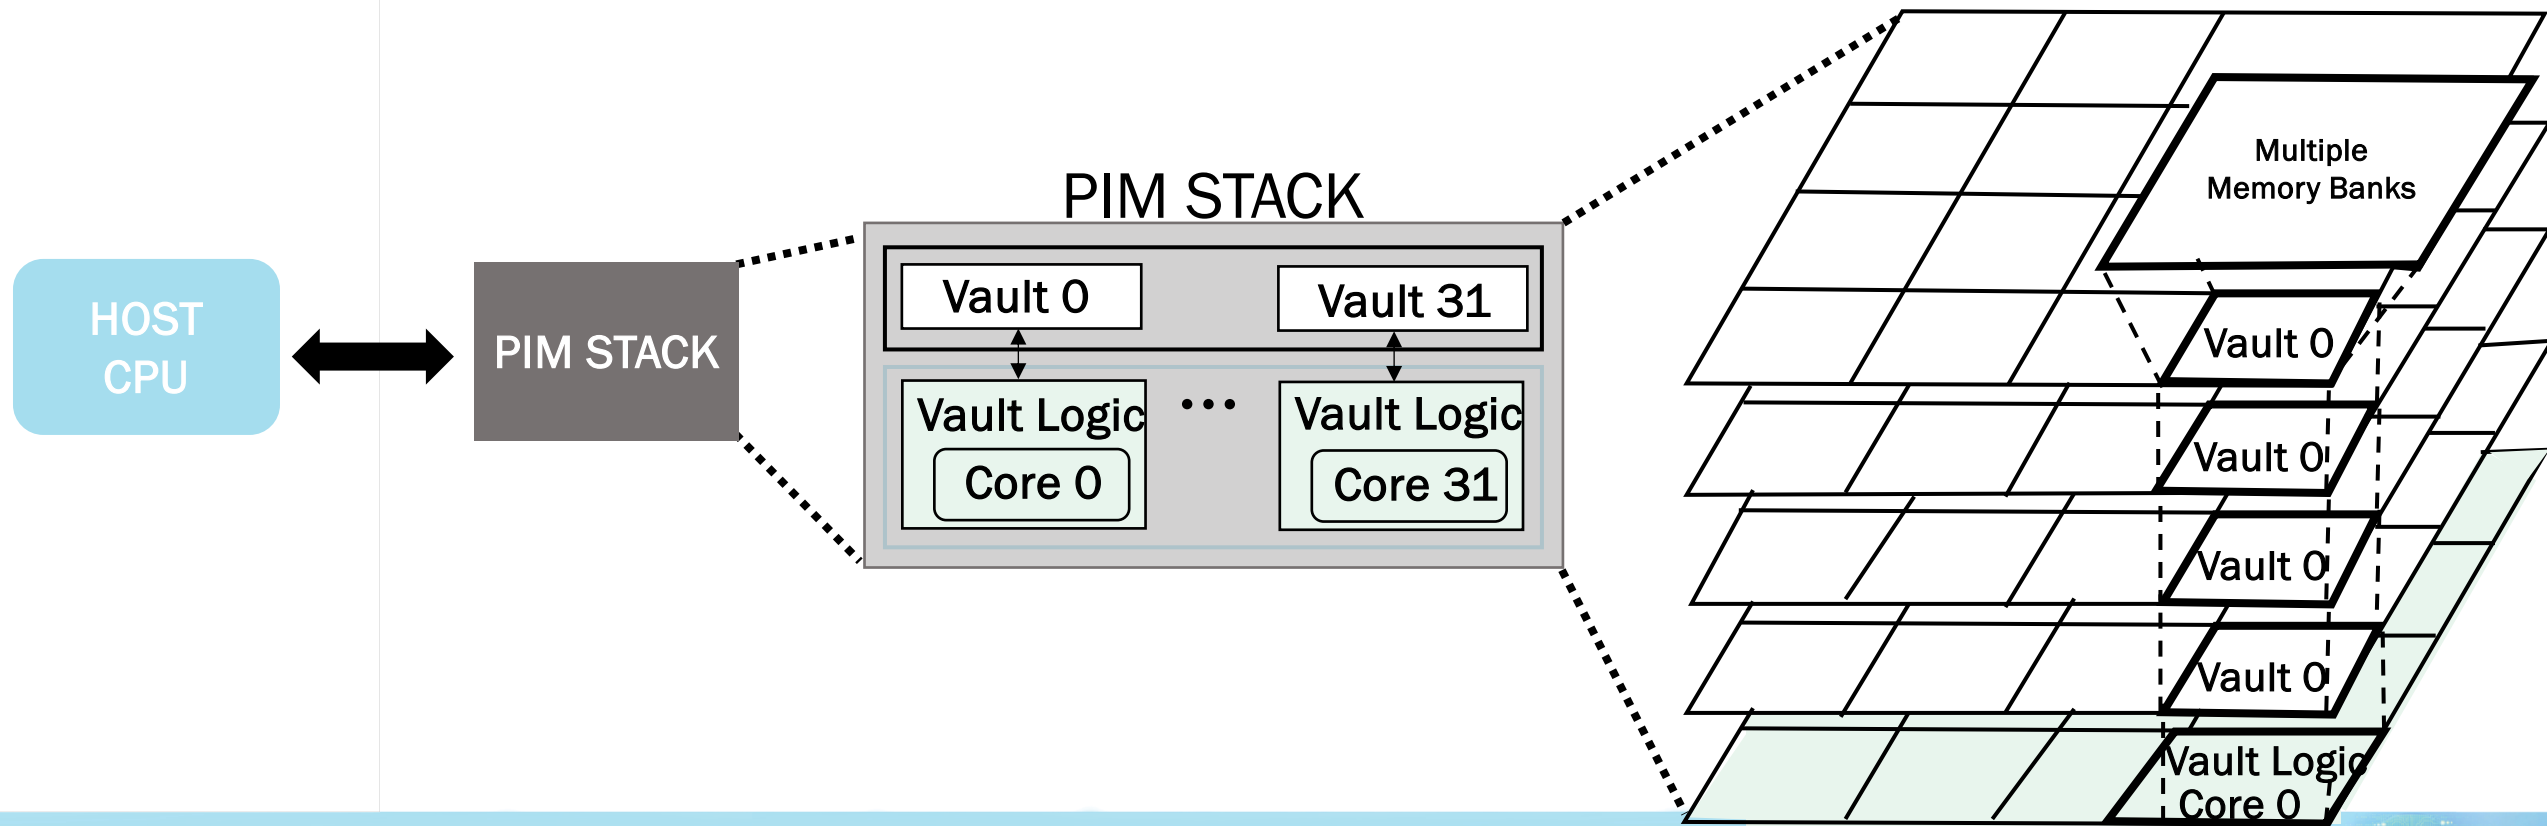 HOST
CPU
PIM STACK
PIM STACK
Vault 0
Vault 31
Vault Logic
Core 0
...
Vault Logic
Core 31
Multiple
Memory Banks
Vault 0
Vault 0
Vault 0
Vault 0
Vault Logic
Core 0